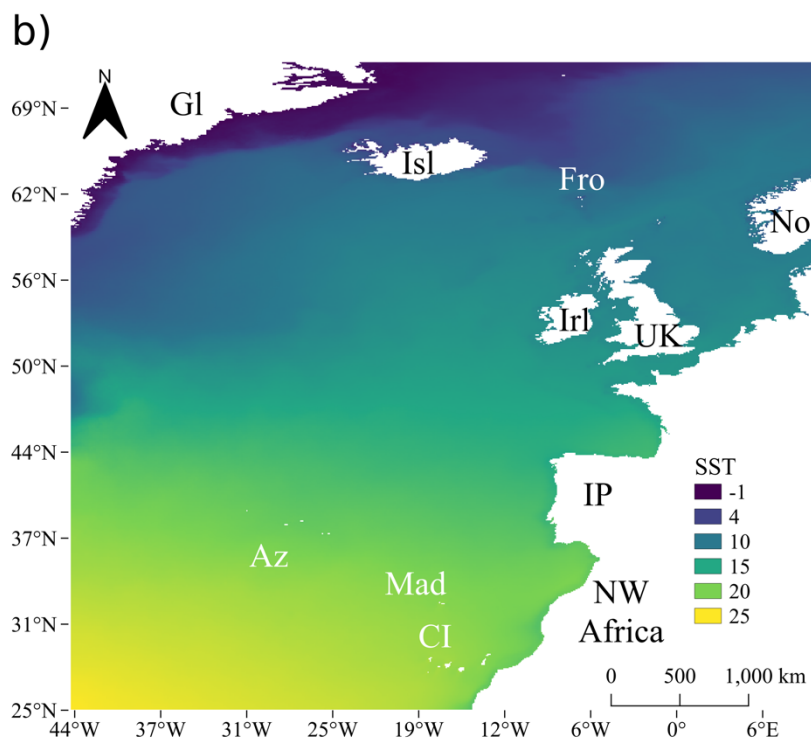 b)
N
69°N
Gl
Isl
62°N
Fro
No
56°N
Irl
UK
50°N
44°N
SST
-1
4
10
15
20
25
IP
37°N
Az
Mad
NW
Africa
31°N
CI
0 500 1,000 km
25°N
44°W 37°W 31°W 25°W 19°W 12°W 6°W 0° 6°E